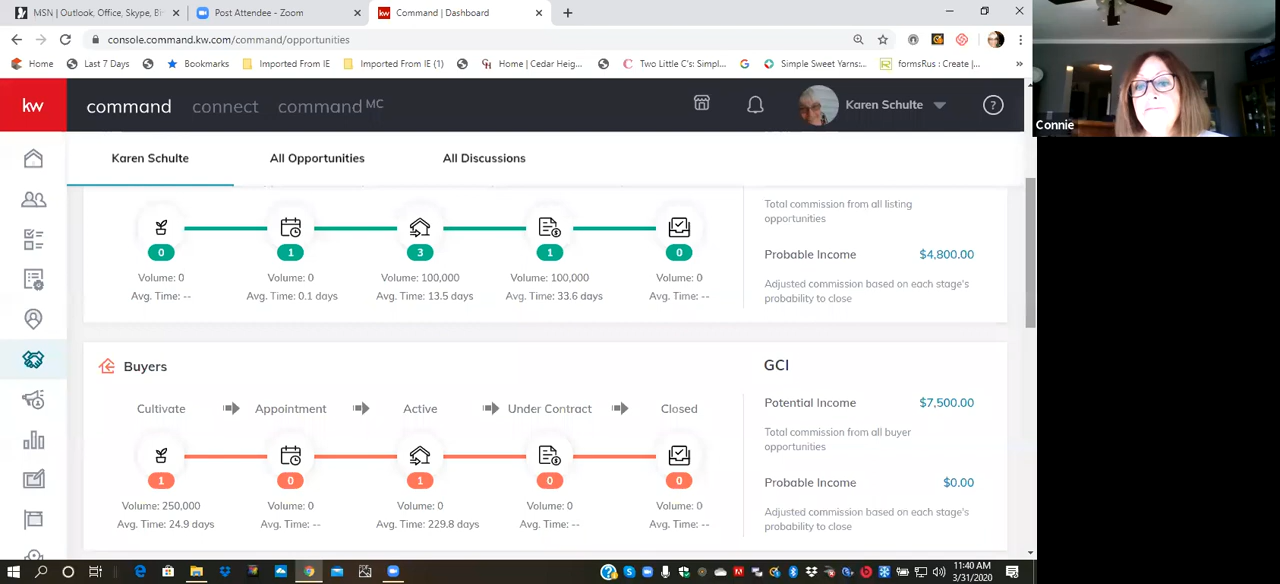 MSN | Outlook, Office, Skype, Bi
Post Attendee - Zoom
Command | Dashboard
console.command.kw.com/command/opportunities
Home
Last 7 Days
Bookmarks
Imported From IE
Imported From IE (1)
Home | Cedar Heig...
Two Little C's: Simpl...
Simple Sweet Yarns:...
formsRus : Create |...
kw
command
connect
command MC
Karen Schulte
Connie
Karen Schulte
All Opportunities
All Discussions
0
1
3
1
0
Volume: 0
Volume: 0
Volume: 100,000
Volume: 100,000
Volume: 0
Avg. Time: --
Avg. Time: 0.1 days
Avg. Time: 13.5 days
Avg. Time: 33.6 days
Avg. Time: --
Total commission from all listing
opportunities
Probable Income $4,800.00
Adjusted commission based on each stage's
probability to close
Buyers
Cultivate
Appointment
Active
Under Contract
Closed
1
0
1
0
0
Volume: 250,000
Volume: 0
Volume: 0
Volume: 0
Volume: 0
Avg. Time: 24.9 days
Avg. Time: --
Avg. Time: 229.8 days
Avg. Time: --
Avg. Time: --
GCI
Potential Income $7,500.00
Total commission from all buyer
opportunities
Probable Income $0.00
Adjusted commission based on each stage's
probability to close
11:40 AM
3/31/2020